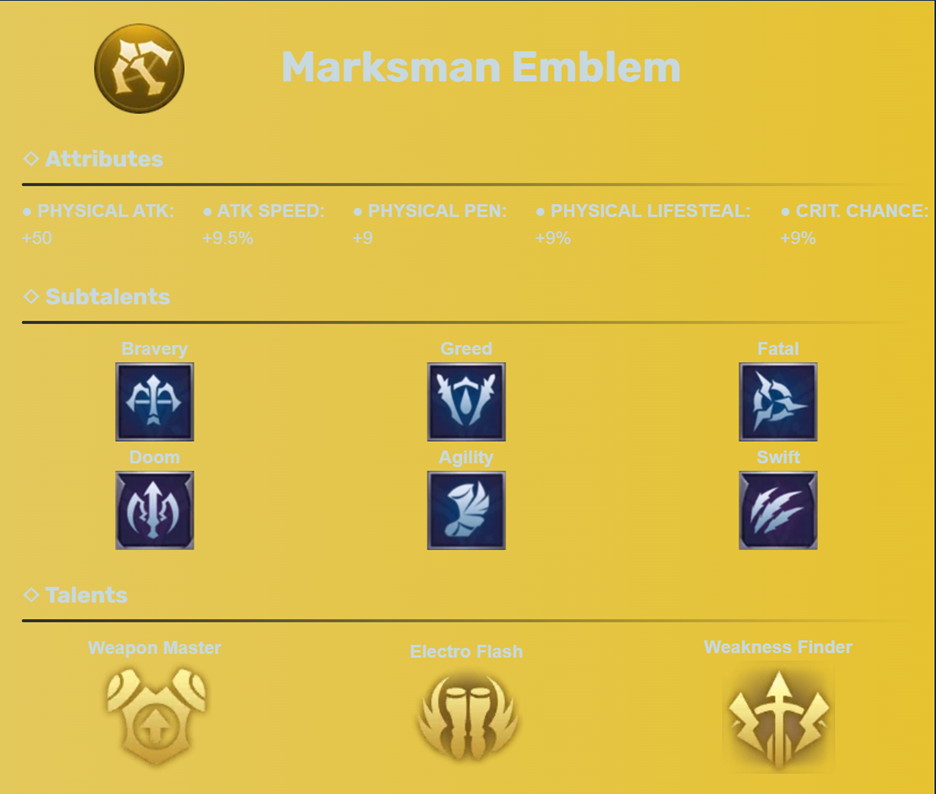 Marksman Emblem
◇ Attributes
● PHYSICAL ATK: ● ATK SPEED: ● PHYSICAL PEN: ● PHYSICAL LIFESTEAL: ● CRIT. CHANCE:
+50 +9.5% +9 +9% +9%
◇ Subtalents
Bravery Greed Fatal
Doom Agility Swift
◇ Talents
Weapon Master Electro Flash Weakness Finder